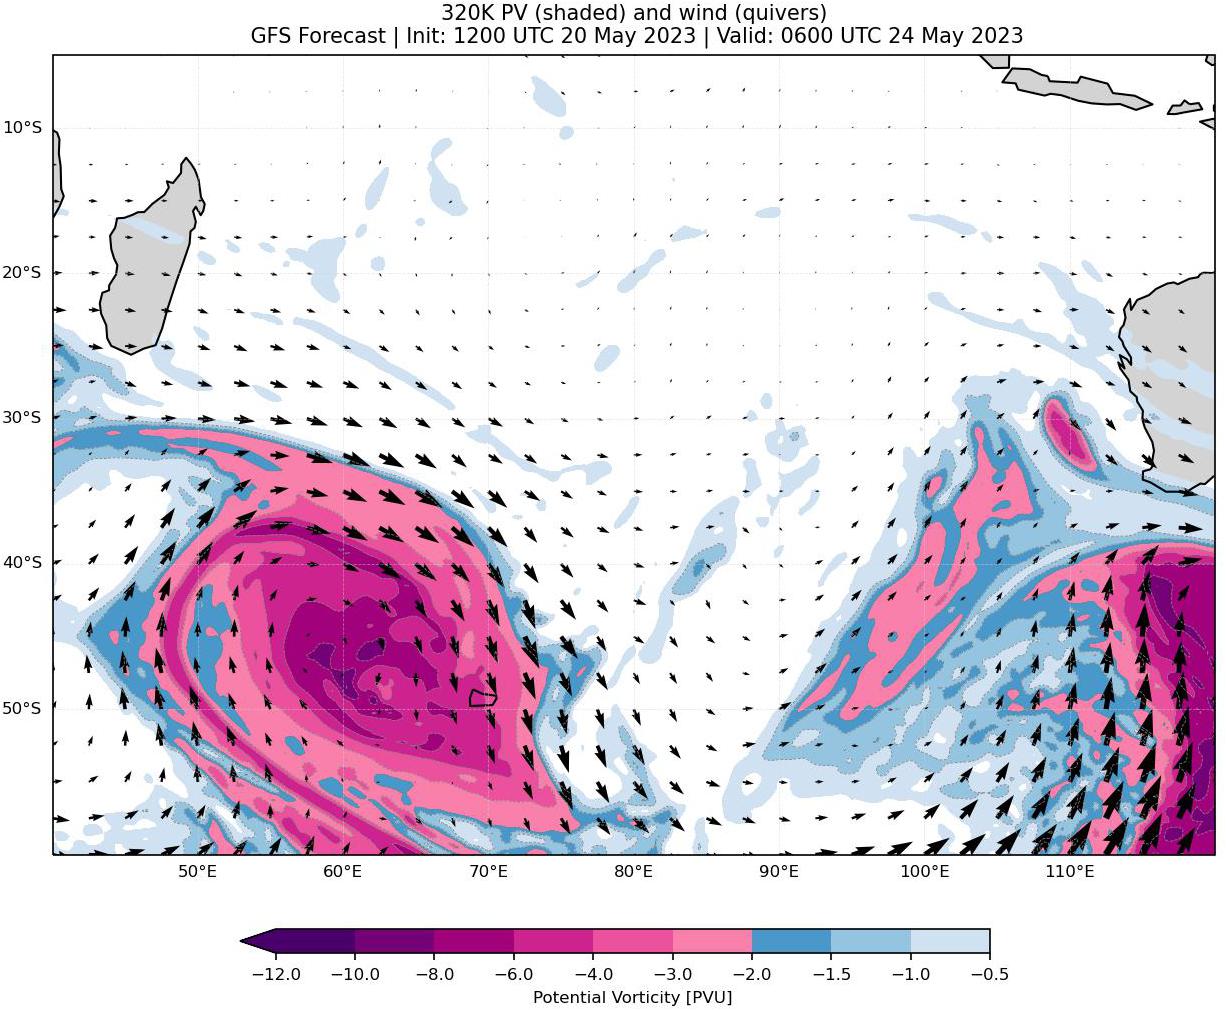 320K PV (shaded) and wind (quivers)
GFS Forecast | Init: 1200 UTC 20 May 2023 | Valid: 0600 UTC 24 May 2023
10°S
20°S
30°S
40°S
50°S
50°E
60°E
70°E
80°E
90°E
100°E
110°E
−12.0
−10.0
−8.0
−6.0
−4.0
−3.0
−2.0
−1.5
−1.0
−0.5
Potential Vorticity [PVU]